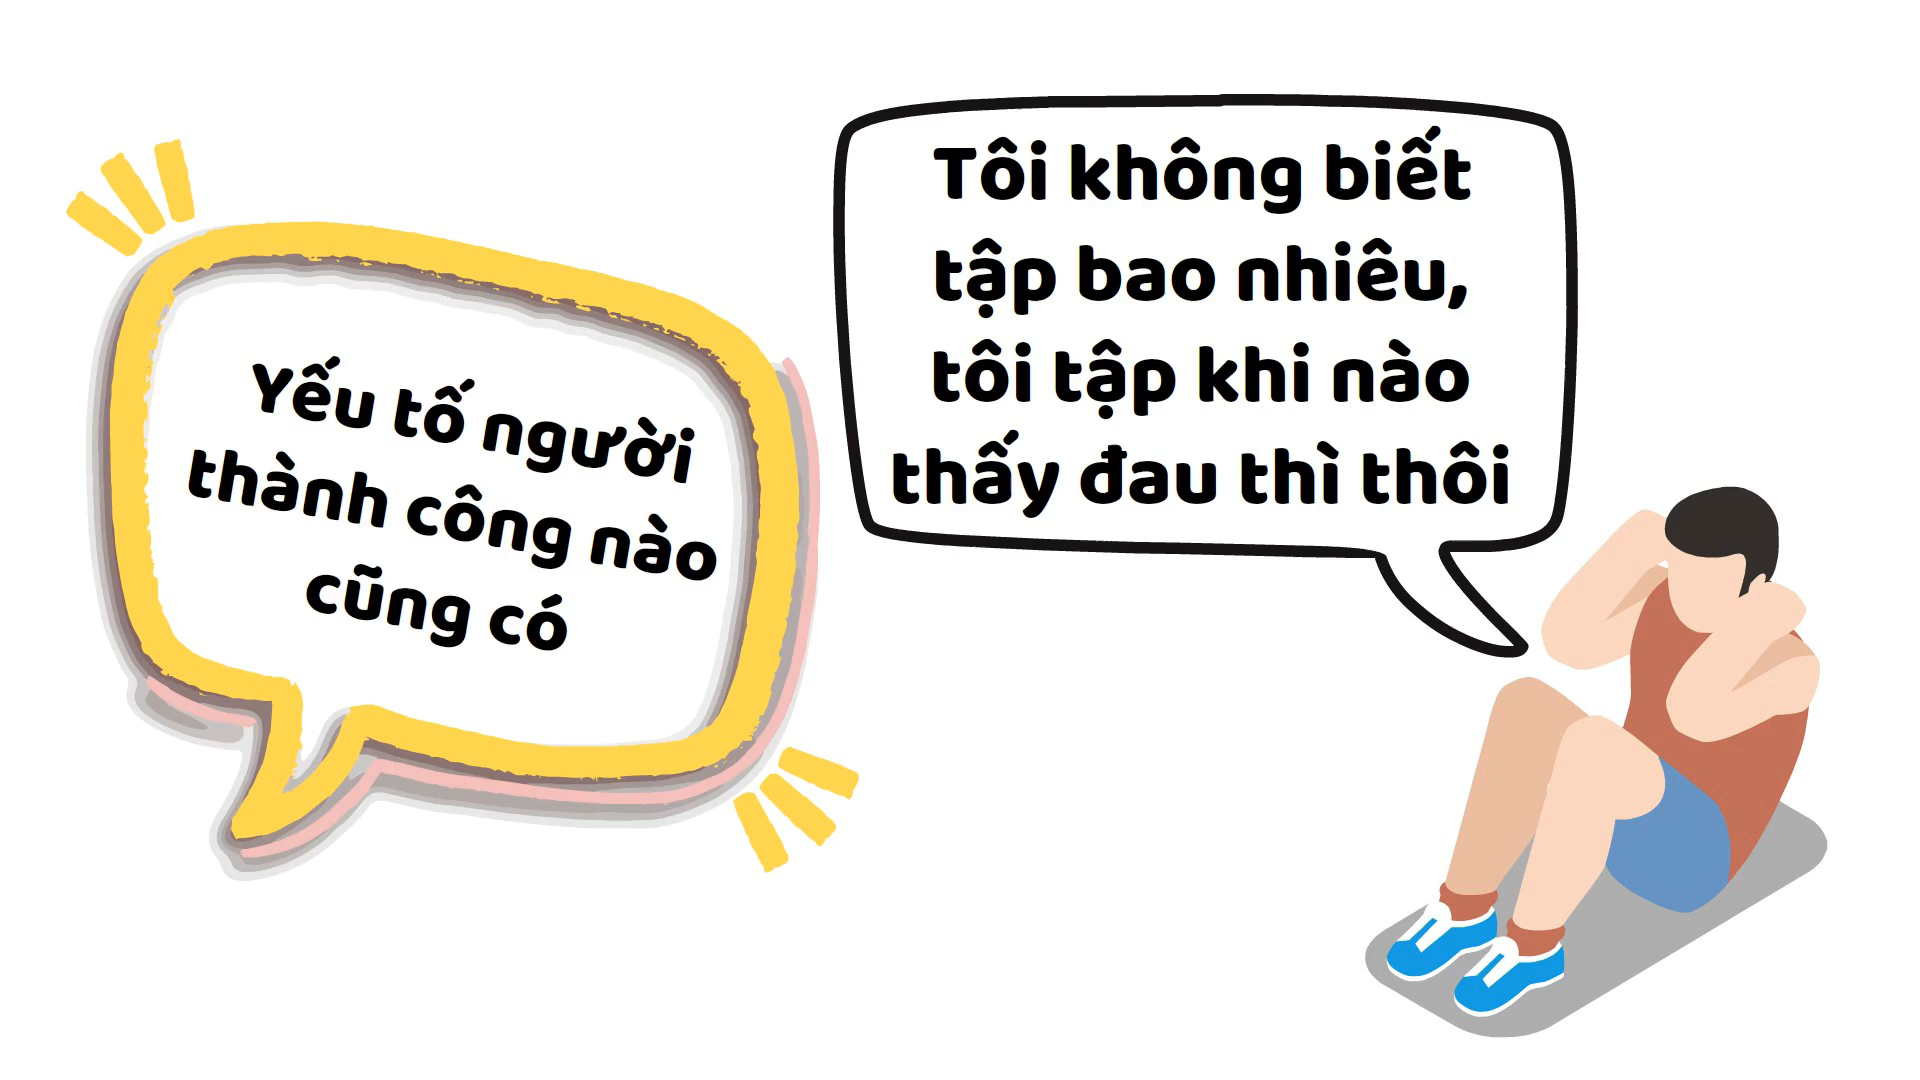 Yếu tố người
thành công nào
cũng có
Tôi không biết
tập bao nhiêu,
tôi tập khi nào
thấy đau thì thôi